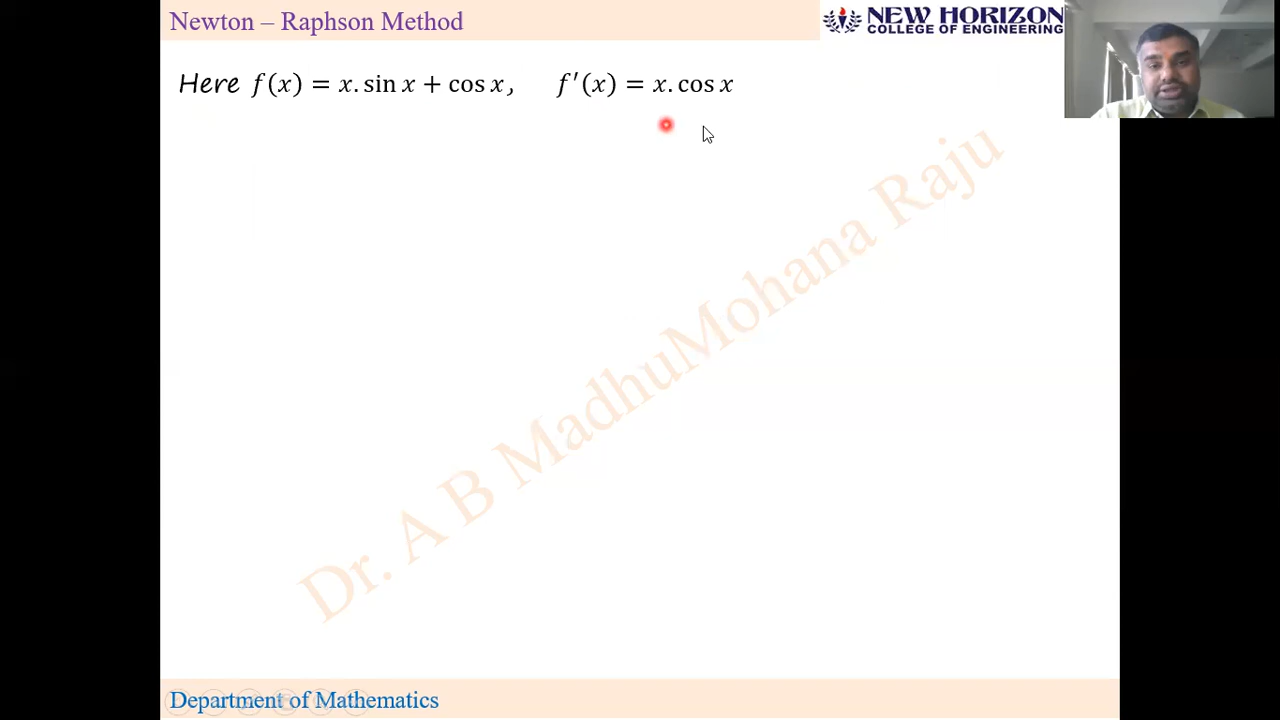 Newton – Raphson Method
NEW HORIZON
COLLEGE OF ENGINEERING
Here f(x) = x. sin x + cos x, f′(x) = x. cos x
Dr. A B MadhuMohana Raju
Department of Mathematics